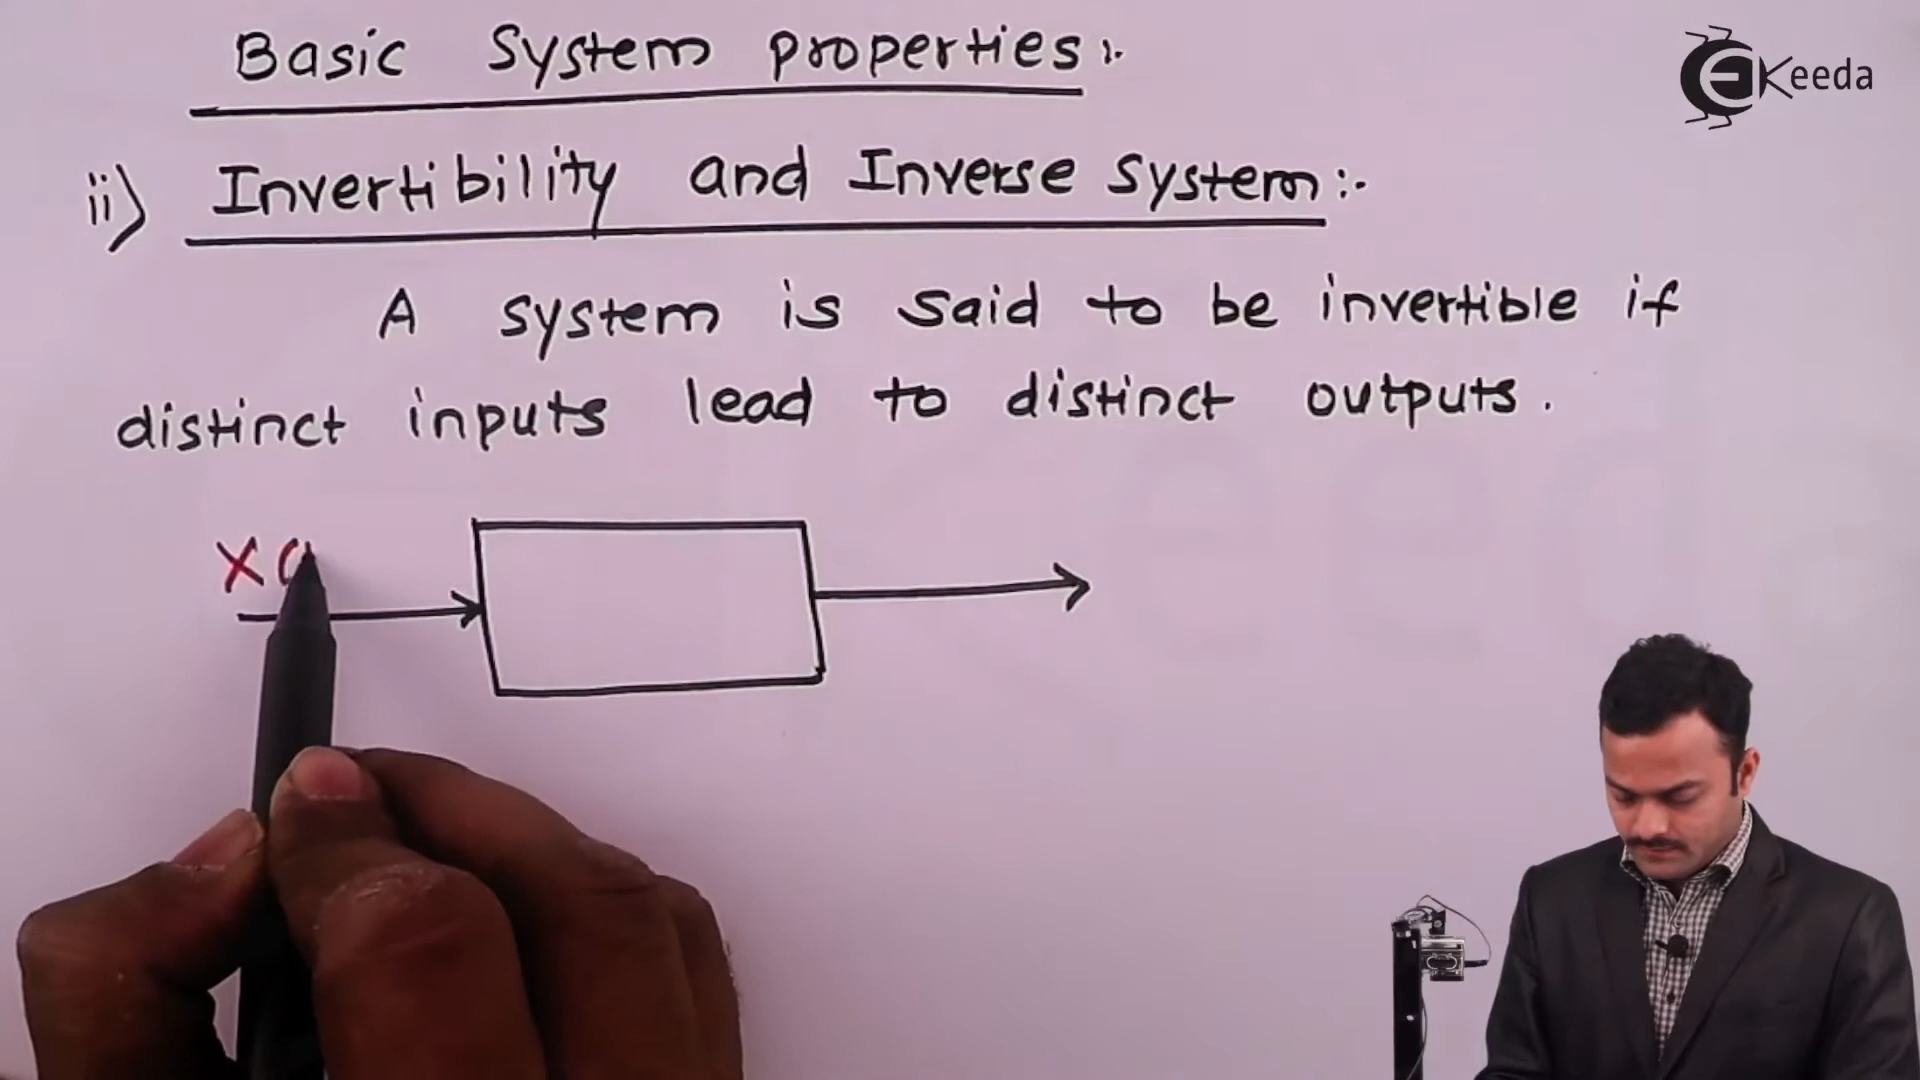 Basic System properties:-
Keeda
ii) Invertibility and Inverse System:-
A system is said to be invertible if
distinct inputs lead to distinct outputs.
X(